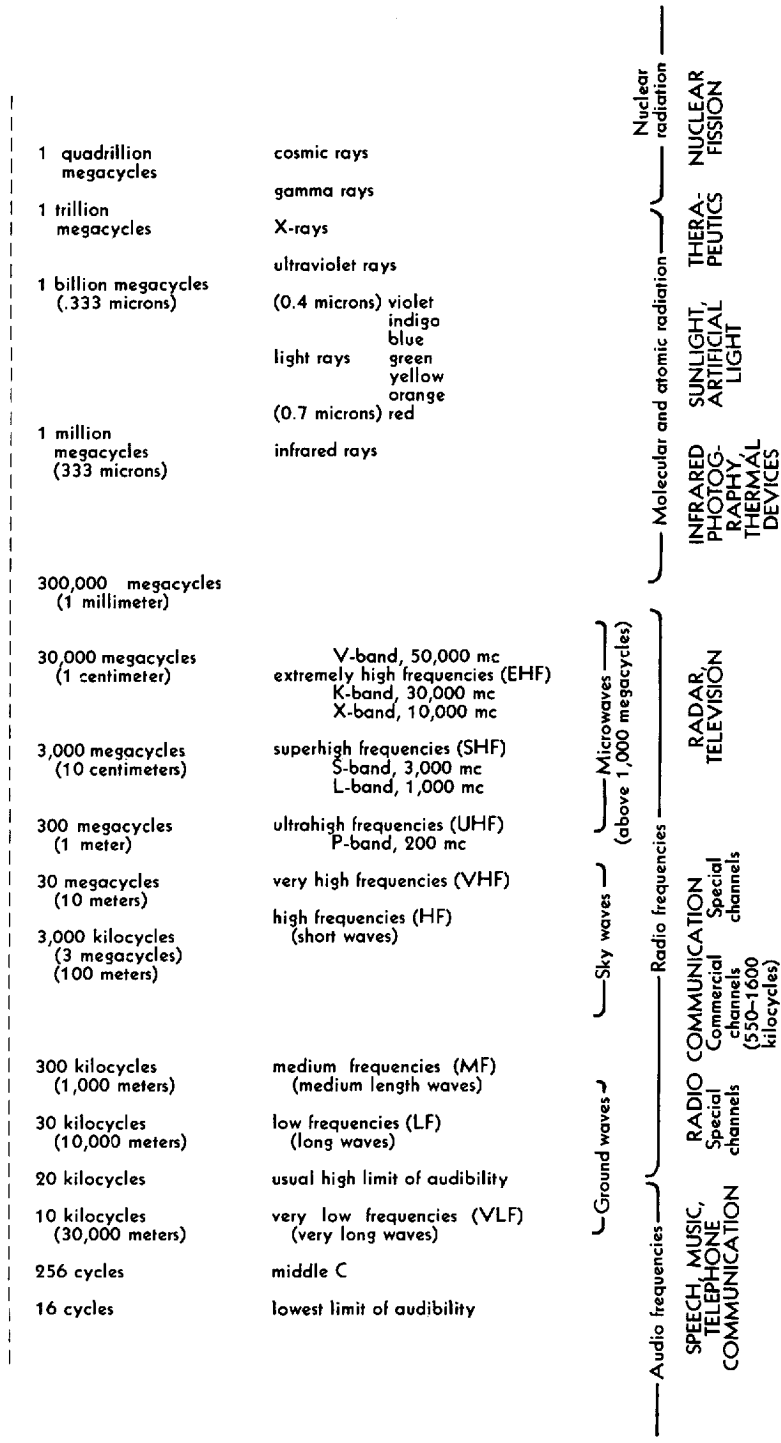 1 quadrillion
megacycles
cosmic rays
gamma rays
1 trillion
megacycles
X-rays
ultraviolet rays
1 billion megacycles
(.333 microns)
(0.4 microns) violet
indigo
blue
light rays green
yellow
orange
(0.7 microns) red
1 million
megacycles
(333 microns)
infrared rays
300,000 megacycles
(1 millimeter)
30,000 megacycles
(1 centimeter)
V-band, 50,000 mc
extremely high frequencies (EHF)
K-band, 30,000 mc
X-band, 10,000 mc
3,000 megacycles
(10 centimeters)
superhigh frequencies (SHF)
S-band, 3,000 mc
L-band, 1,000 mc
300 megacycles
(1 meter)
ultrahigh frequencies (UHF)
P-band, 200 mc
30 megacycles
(10 meters)
very high frequencies (VHF)
high frequencies (HF)
(short waves)
3,000 kilocycles
(3 megacycles)
(100 meters)
300 kilocycles
(1,000 meters)
medium frequencies (MF)
(medium length waves)
30 kilocycles
(10,000 meters)
low frequencies (LF)
(long waves)
20 kilocycles
usual high limit of audibility
10 kilocycles
(30,000 meters)
very low frequencies (VLF)
(very long waves)
256 cycles
middle C
16 cycles
lowest limit of audibility
Ground waves
Sky waves
Microwaves
(above 1,000 megacycles)
Audio frequencies
Radio frequencies
Molecular and atomic radiation
Nuclear
radiation
SPEECH, MUSIC,
TELEPHONE
COMMUNICATION
RADIO COMMUNICATION
Special
channels
Commercial
channels
(550–1600
kilocycles)
Special
channels
RADAR,
TELEVISION
INFRARED
PHOTOG-
RAPHY,
THERMAL
DEVICES
SUNLIGHT,
ARTIFICIAL
LIGHT
THERA-
PEUTICS
NUCLEAR
FISSION